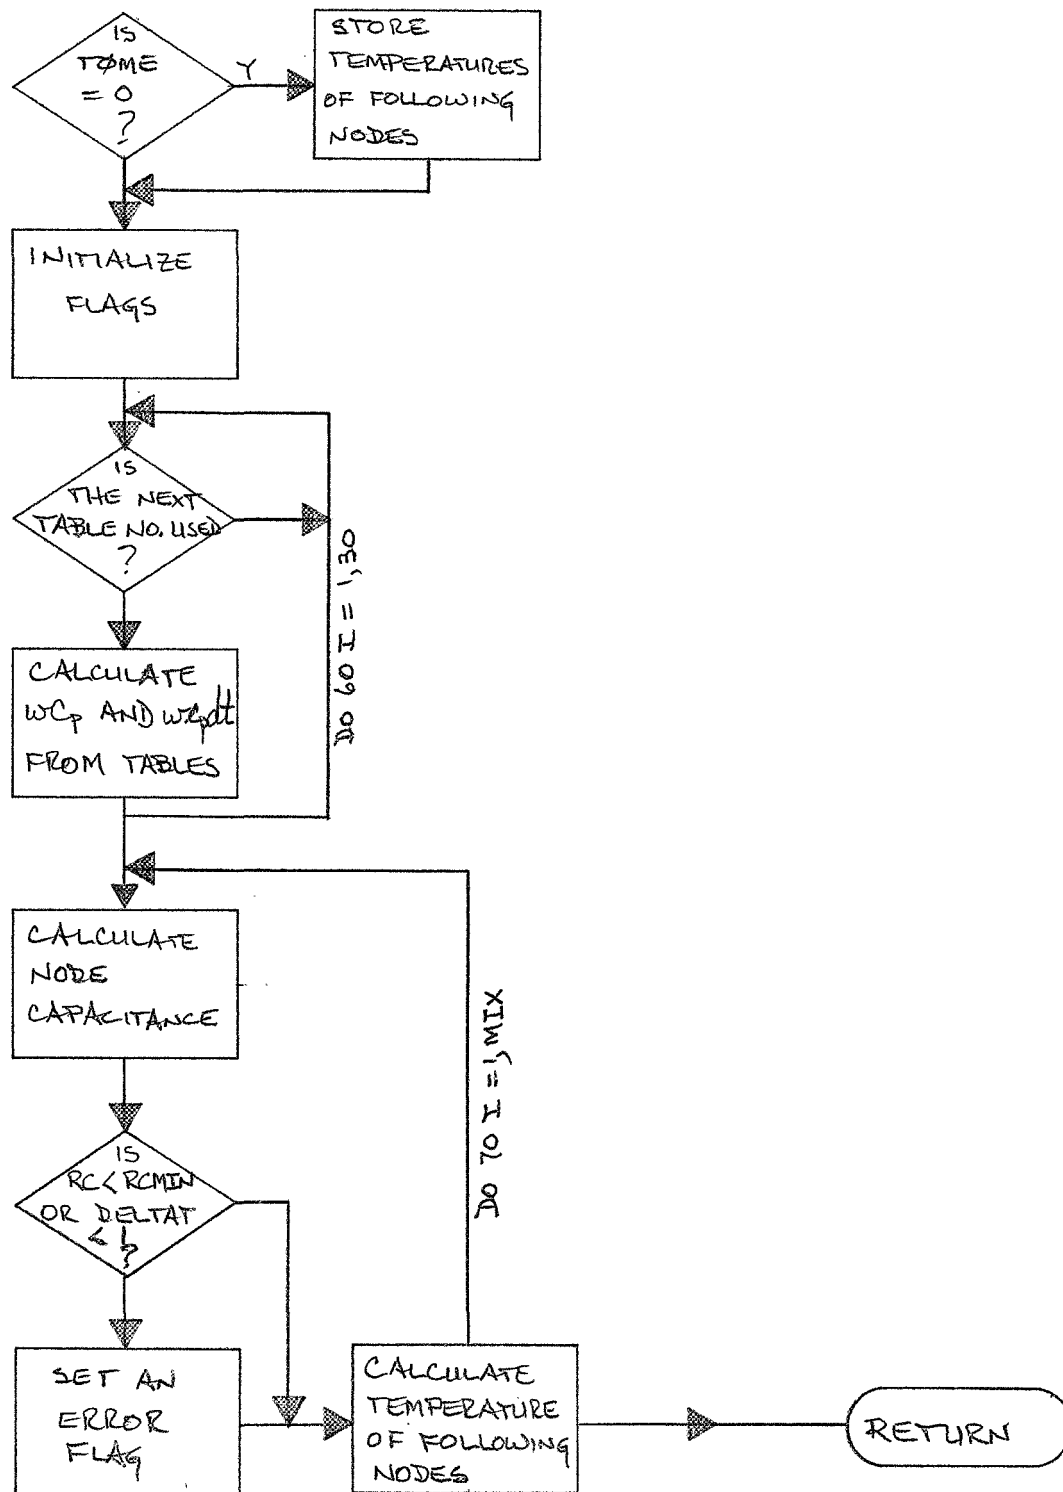 IS
TØME
= 0
?
Y
STORE
TEMPERATURES
OF FOLLOWING
NODES
INITIALIZE
FLAGS
IS
THE NEXT
TABLE NO. USED
?
DO 60 I = 1,30
CALCULATE
WCp AND WCpdt
FROM TABLES
CALCULATE
NODE
CAPACITANCE
DO 70 I = 1, MIX
IS
RC < RCMIN
OR DELTAT
< 1
?
SET AN
ERROR
FLAG
CALCULATE
TEMPERATURE
OF FOLLOWING
NODES
RETURN